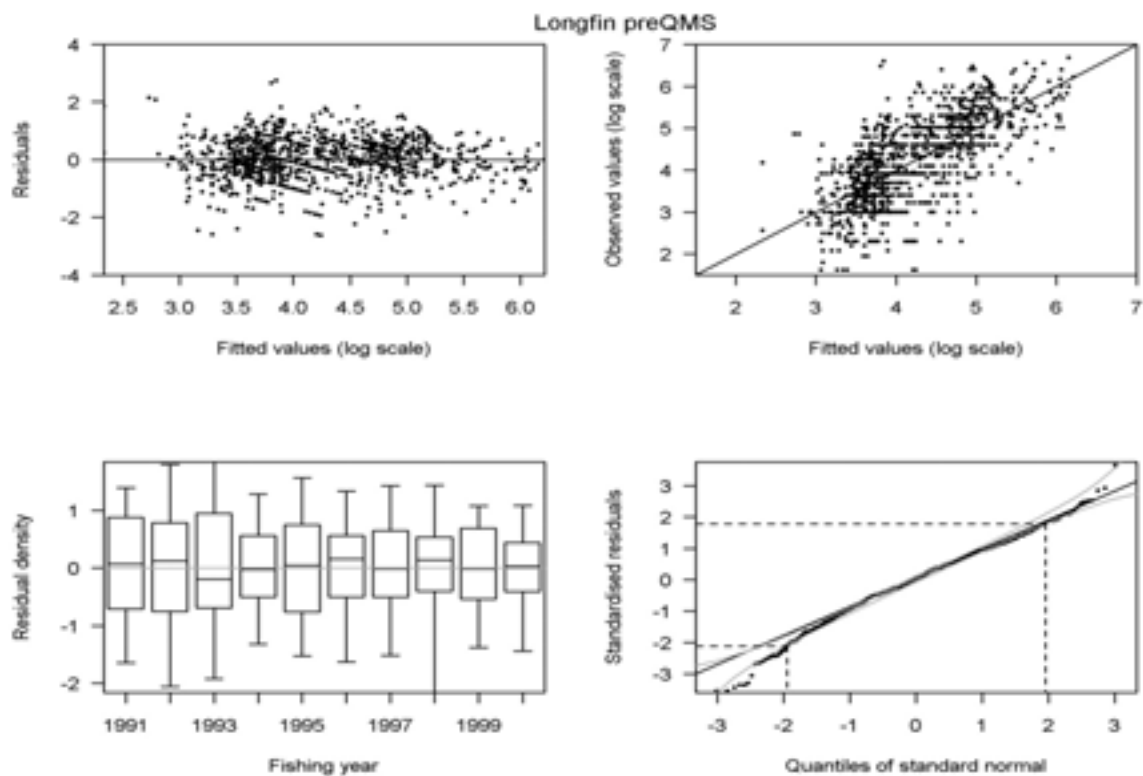 Longfin preQMS
Residuals
4
2
0
-2
-4
2.5 3.0 3.5 4.0 4.5 5.0 5.5 6.0
Fitted values (log scale)
Observed values (log scale)
7
6
5
4
3
2
2 3 4 5 6 7
Fitted values (log scale)
Residual density
1
0
-1
-2
1991 1993 1995 1997 1999
Fishing year
Standardised residuals
3
2
1
0
-1
-2
-3
-3 -2 -1 0 1 2 3
Quantiles of standard normal